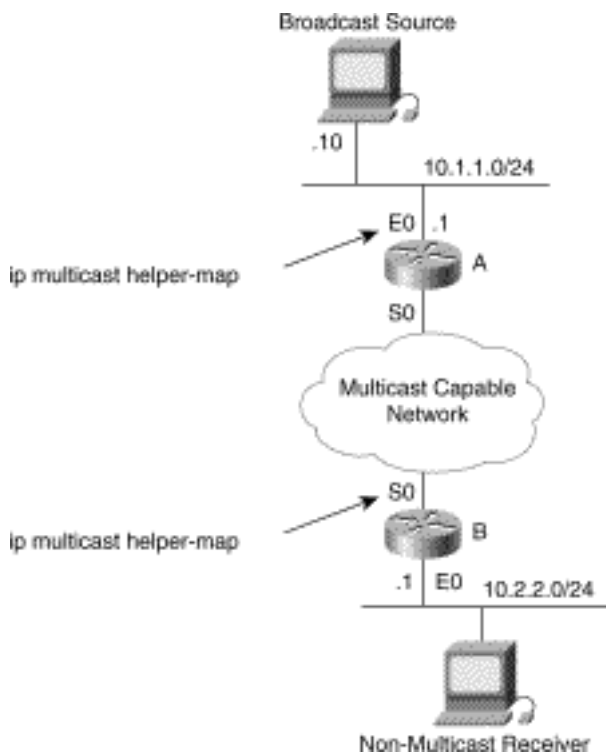 Broadcast Source
.10
10.1.1.0/24
E0 .1
ip multicast helper-map
A
S0
Multicast Capable
Network
S0
ip multicast helper-map
B
.1 E0
10.2.2.0/24
Non-Multicast Receiver